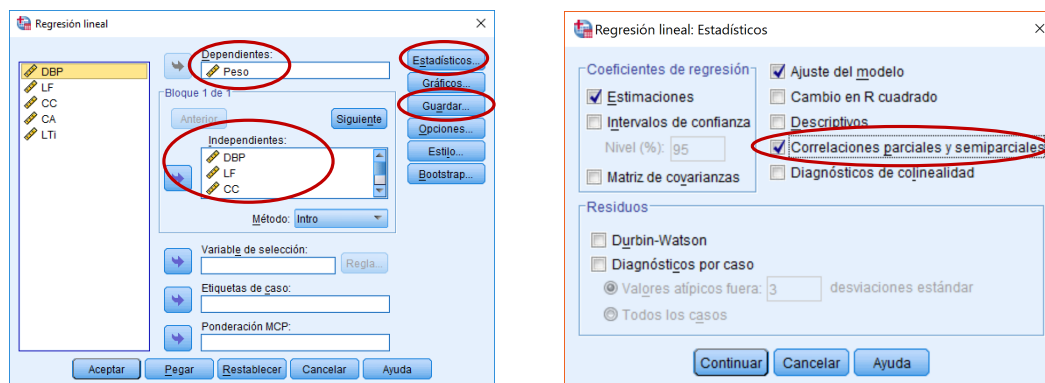 Regresión lineal
DBP
LF
CC
CA
LTi
Dependientes:
Peso
Bloque 1 de 1
Anterior
Siguiente
Independientes:
DBP
LF
CC
Método: Intro
Variable de selección:
Regla...
Etiquetas de caso:
Ponderación MCP:
Estadísticos...
Gráficos...
Guardar...
Opciones...
Estilo...
Bootstrap...
Aceptar Pegar Restablecer Cancelar Ayuda
Regresión lineal: Estadísticos
Coeficientes de regresión
Estimaciones
Intervalos de confianza
Nivel (%): 95
Matriz de covarianzas
Ajuste del modelo
Cambio en R cuadrado
Descriptivos
Correlaciones parciales y semiparciales
Diagnósticos de colinealidad
Residuos
Durbin-Watson
Diagnósticos por caso
Valores atípicos fuera: 3 desviaciones estándar
Todos los casos
Continuar Cancelar Ayuda